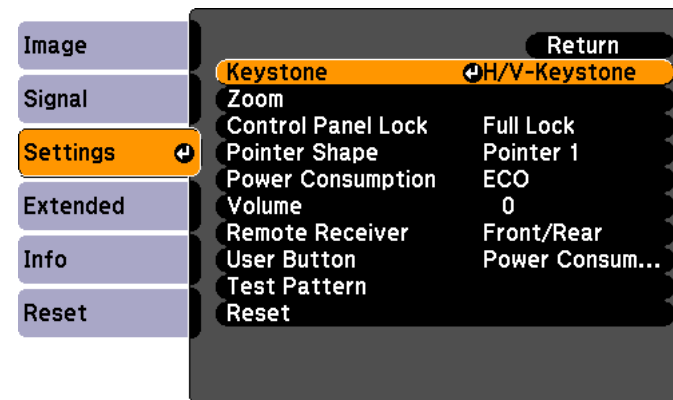 Image
Signal
Settings
Extended
Info
Reset
Return
Keystone H/V-Keystone
Zoom
Control Panel Lock Full Lock
Pointer Shape Pointer 1
Power Consumption ECO
Volume 0
Remote Receiver Front/Rear
User Button Power Consum...
Test Pattern
Reset